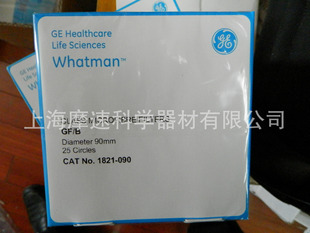 GE Healthcare
Life Sciences
Whatman™
上海磨速科学器材有限公司
GF/B
Diameter 90mm
25 Circles
CAT No. 1821-090